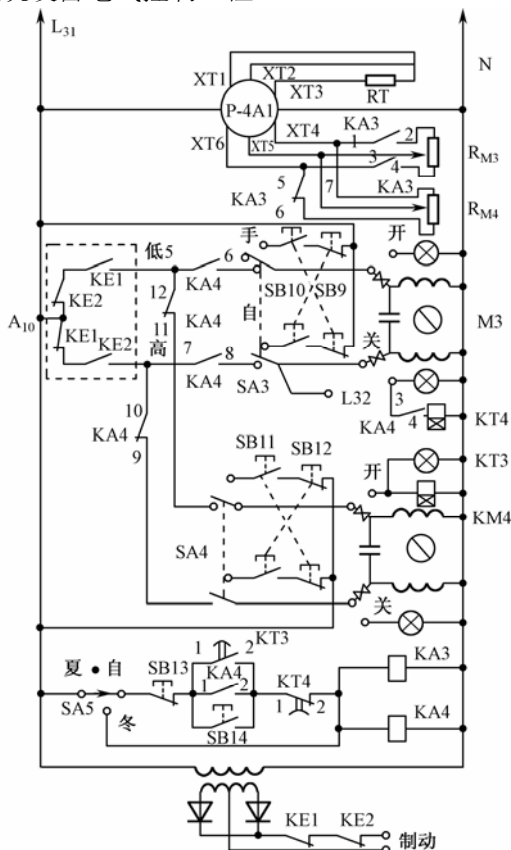 L31
N
XT1
XT2
XT3
RT
P-4A1
XT4
KA3
XT6
XT5
1
2
3
4
RM3
5
7
KA3
KA3
6
RM4
手
开
低5
KE1
6
KA4
SB10
SB9
KE2
12
11
KA4
A10
自
M3
KE1
KE2
高
7
8
关
KA4
SA3
L32
3
KA4
4
KT4
10
KA4
9
SB11
SB12
开
KT3
KM4
SA4
关
KT3
1
2
夏
自
SB13
KA4
KT4
KA3
1
2
1
2
SA5
冬
SB14
KA4
KE1
KE2
制动